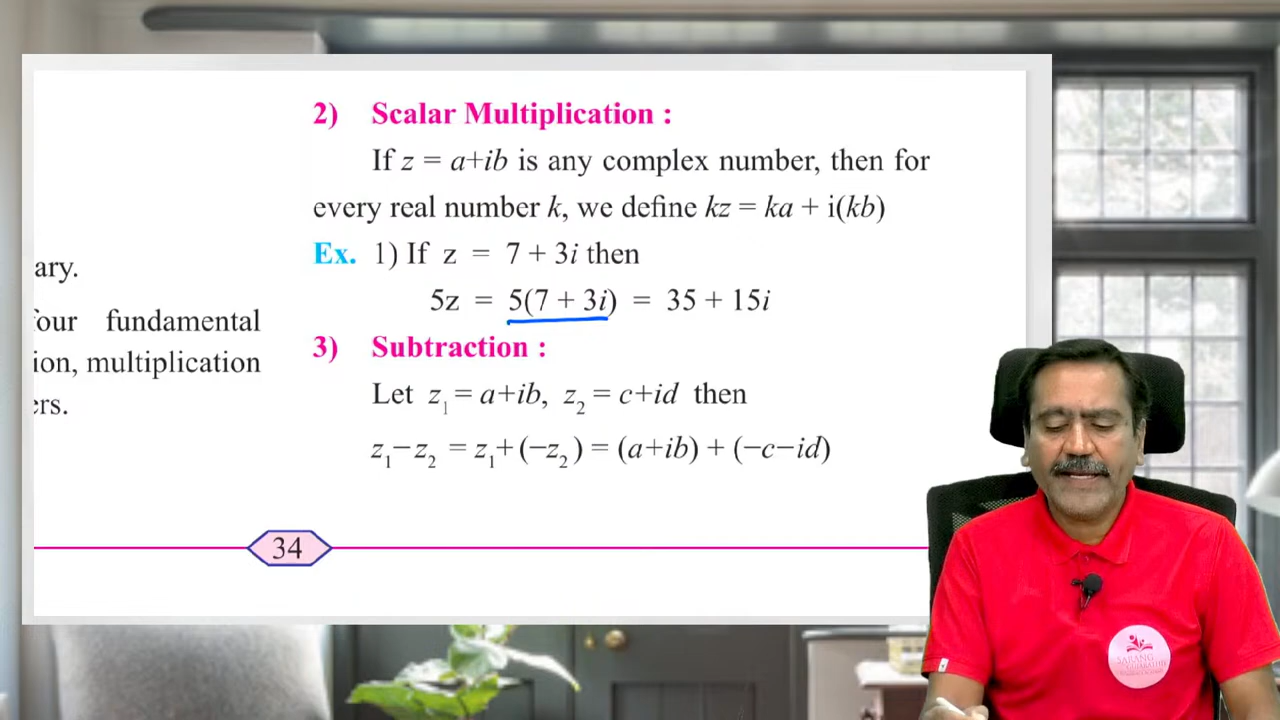 ary.
four fundamental
ion, multiplication
ers.
2) Scalar Multiplication :
If z = a+ib is any complex number, then for
every real number k, we define kz = ka + i(kb)
Ex. 1) If z = 7 + 3i then
5z = 5(7 + 3i) = 35 + 15i
3) Subtraction :
Let z₁ = a+ib, z₂ = c+id then
z₁−z₂ = z₁+(−z₂) = (a+ib) + (−c−id)
34